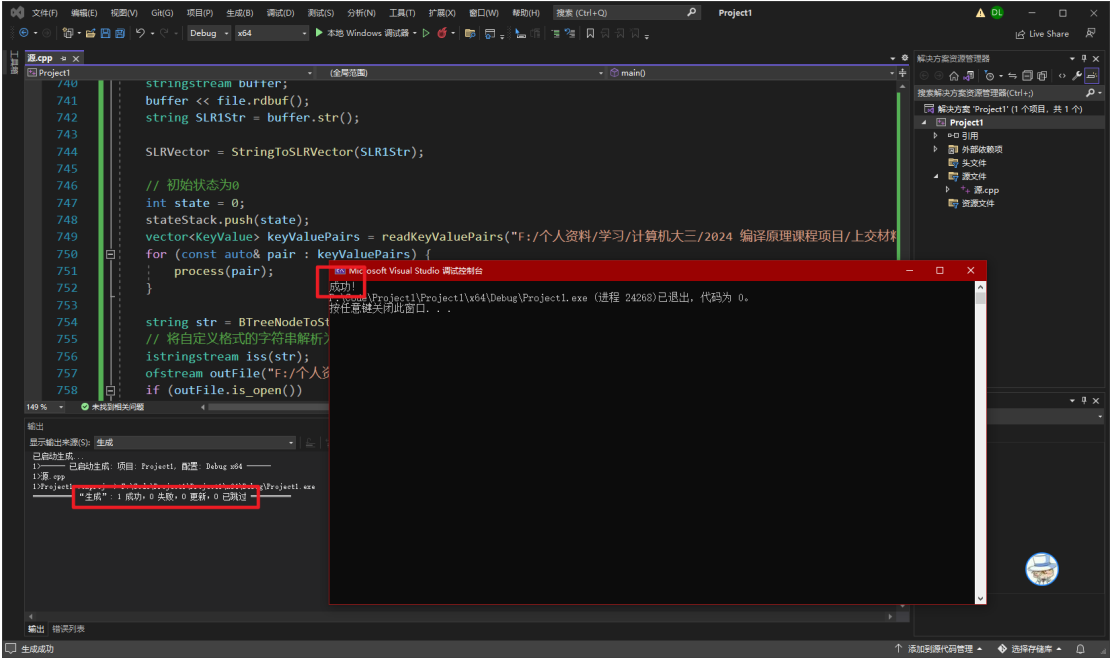 文件(F) 编辑(E) 视图(V) Git(G) 项目(P) 生成(B) 调试(D) 测试(S) 分析(N) 工具(T) 扩展(X) 窗口(W) 帮助(H) 搜索 (Ctrl+Q) Project1
DL
Debug x64 本地 Windows 调试器 Live Share
工具箱
源.cpp
Project1 (全局范围) main()
740 stringstream buffer;
741 buffer << file.rdbuf();
742 string SLR1Str = buffer.str();
743
744 SLRVector = StringToSLRVector(SLR1Str);
745
746 // 初始状态为0
747 int state = 0;
748 stateStack.push(state);
749 vector<KeyValue> keyValuePairs = readKeyValuePairs("F:/个人资料/学习/计算机大三/2024 编译原理课程项目/上交材料
750 for (const auto& pair : keyValuePairs) {
751 process(pair);
752 }
753
754 string str = BTreeNodeToSt
755 // 将自定义格式的字符串解析为
756 istringstream iss(str);
757 ofstream outFile("F:/个人资
758 if (outFile.is_open())
149 % 未找到相关问题
Microsoft Visual Studio 调试控制台
成功!
F:\Code\Project1\Project1\x64\Debug\Project1.exe (进程 24268)已退出，代码为 0。
按任意键关闭此窗口. . .
输出
显示输出来源(S): 生成
已启动生成...
1>------ 已启动生成: 项目: Project1, 配置: Debug x64 ------
1>源.cpp
1>Project1.vcxproj -> F:\Code\Project1\Project1\x64\Debug\Project1.exe
========== “生成”: 1 成功，0 失败，0 更新，0 已跳过 ==========
输出 错误列表
解决方案资源管理器
搜索解决方案资源管理器(Ctrl+;)
解决方案 'Project1' (1 个项目，共 1 个)
Project1
引用
外部依赖项
头文件
源文件
源.cpp
资源文件
生成成功 添加到源代码管理 选择存储库